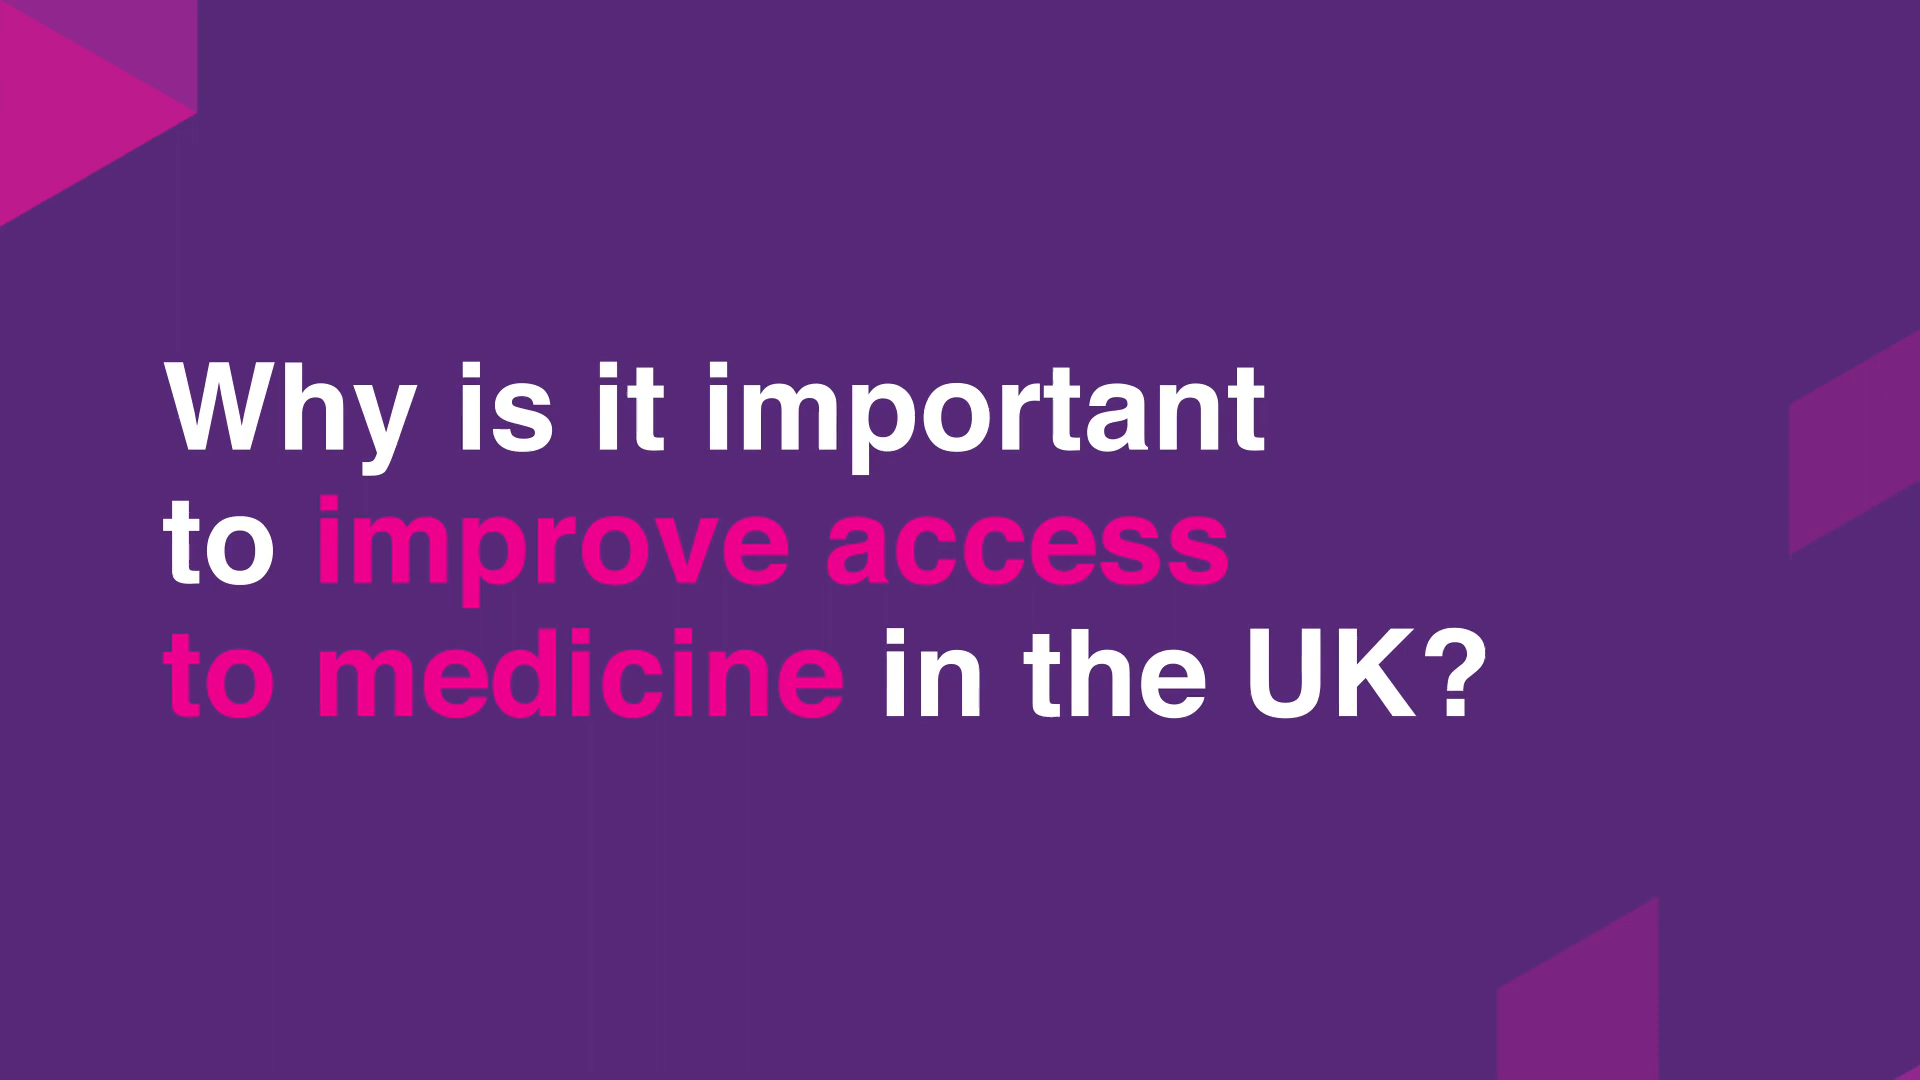 Why is it important
to improve access
to medicine in the UK?